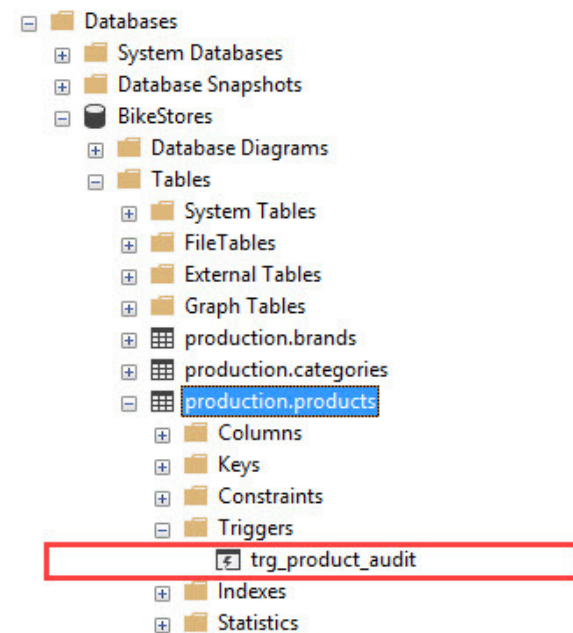 Databases
System Databases
Database Snapshots
BikeStores
Database Diagrams
Tables
System Tables
FileTables
External Tables
Graph Tables
production.brands
production.categories
production.products
Columns
Keys
Constraints
Triggers
trg_product_audit
Indexes
Statistics